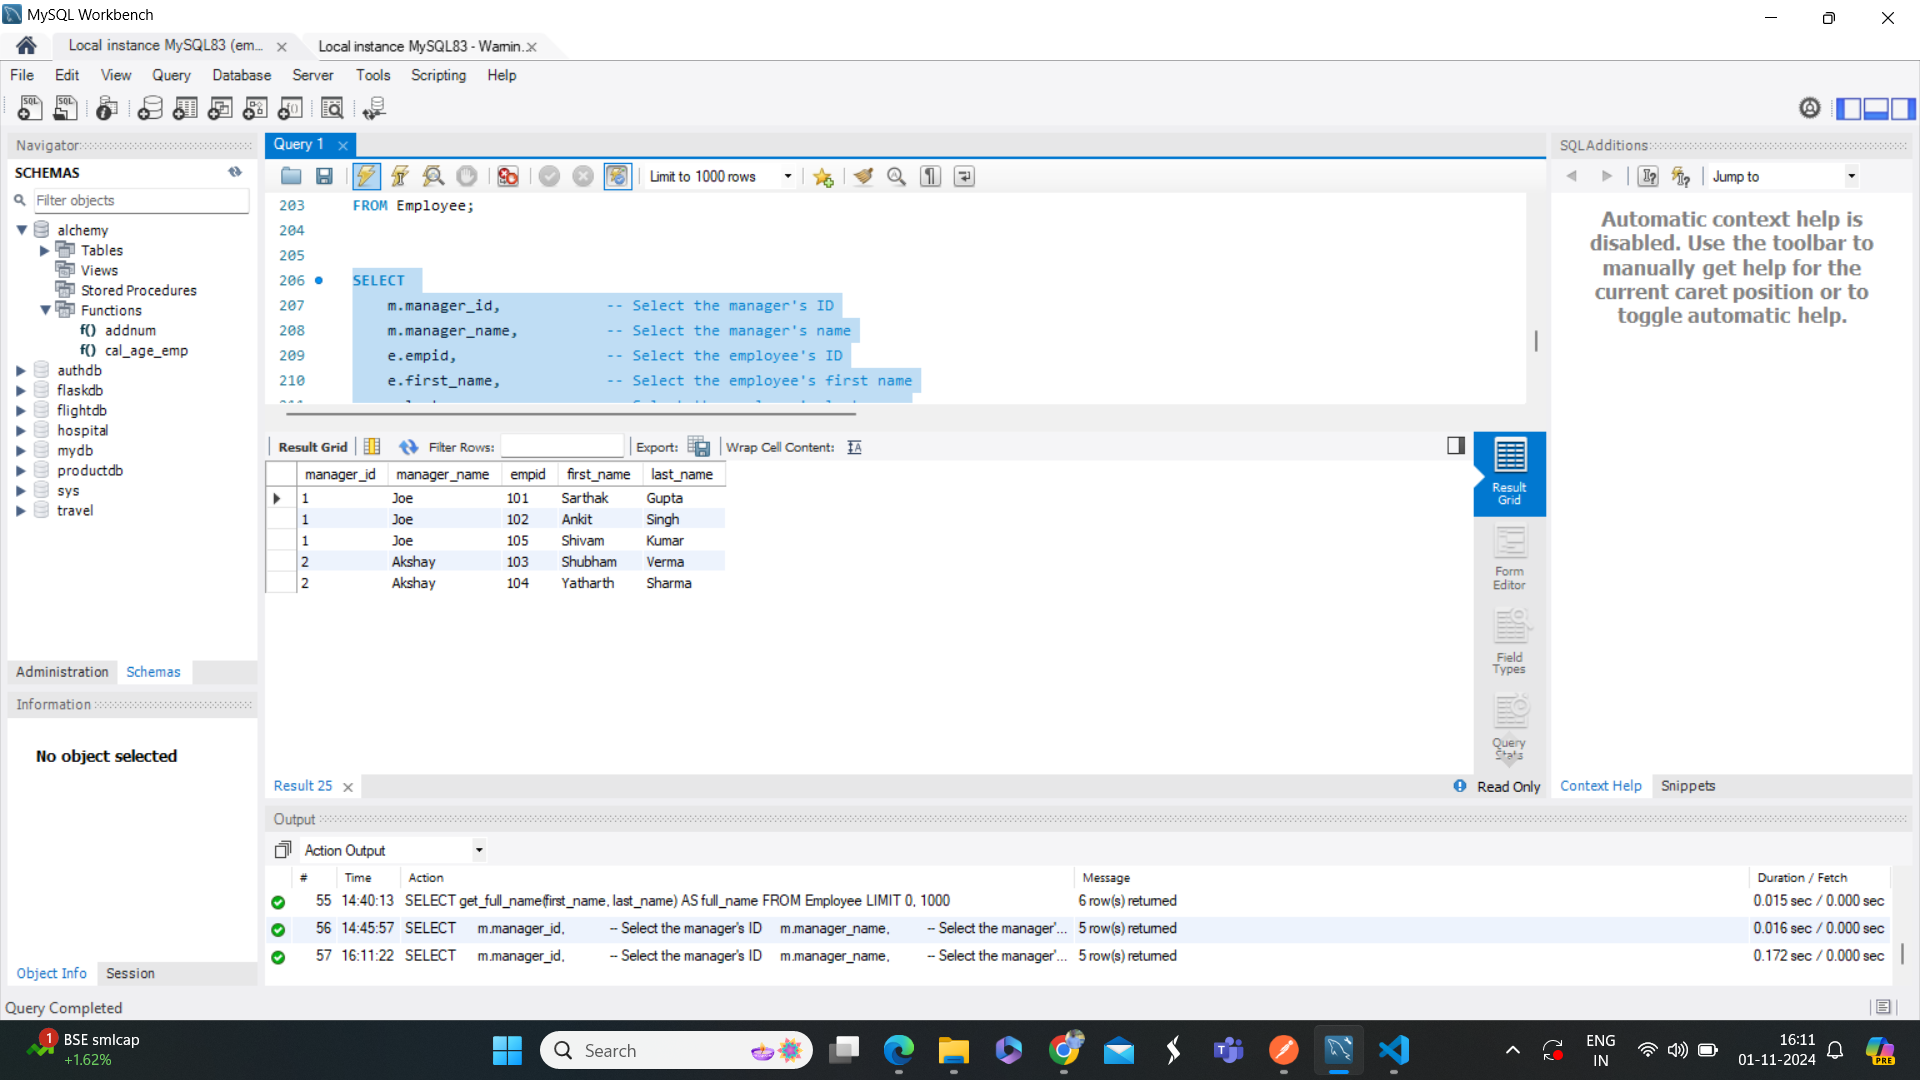 MySQL Workbench
Local instance MySQL83 (em...
Local instance MySQL83 - Warnin...
File Edit View Query Database Server Tools Scripting Help
Navigator
SCHEMAS
Filter objects
alchemy
Tables
Views
Stored Procedures
Functions
f() addnum
f() cal_age_emp
authdb
flaskdb
flightdb
hospital
mydb
productdb
sys
travel
Administration Schemas
Information
No object selected
Object Info Session
Query Completed
Query 1
Limit to 1000 rows
203 FROM Employee;
204
205
206 SELECT
207 m.manager_id, -- Select the manager's ID
208 m.manager_name, -- Select the manager's name
209 e.empid, -- Select the employee's ID
210 e.first_name, -- Select the employee's first name
Result Grid Filter Rows: Export: Wrap Cell Content:
manager_id manager_name empid first_name last_name
1 Joe 101 Sarthak Gupta
1 Joe 102 Ankit Singh
1 Joe 105 Shivam Kumar
2 Akshay 103 Shubham Verma
2 Akshay 104 Yatharth Sharma
Result
Grid
Form
Editor
Field
Types
Query
Stats
Result 25
Read Only
SQLAdditions
Jump to
Automatic context help is
disabled. Use the toolbar to
manually get help for the
current caret position or to
toggle automatic help.
Context Help Snippets
Output
Action Output
# Time Action Message Duration / Fetch
55 14:40:13 SELECT get_full_name(first_name, last_name) AS full_name FROM Employee LIMIT 0, 1000 6 row(s) returned 0.015 sec / 0.000 sec
56 14:45:57 SELECT m.manager_id, -- Select the manager's ID m.manager_name, -- Select the manager'... 5 row(s) returned 0.016 sec / 0.000 sec
57 16:11:22 SELECT m.manager_id, -- Select the manager's ID m.manager_name, -- Select the manager'... 5 row(s) returned 0.172 sec / 0.000 sec
1
BSE smlcap
+1.62%
Search
ENG
IN
16:11
01-11-2024
PRE